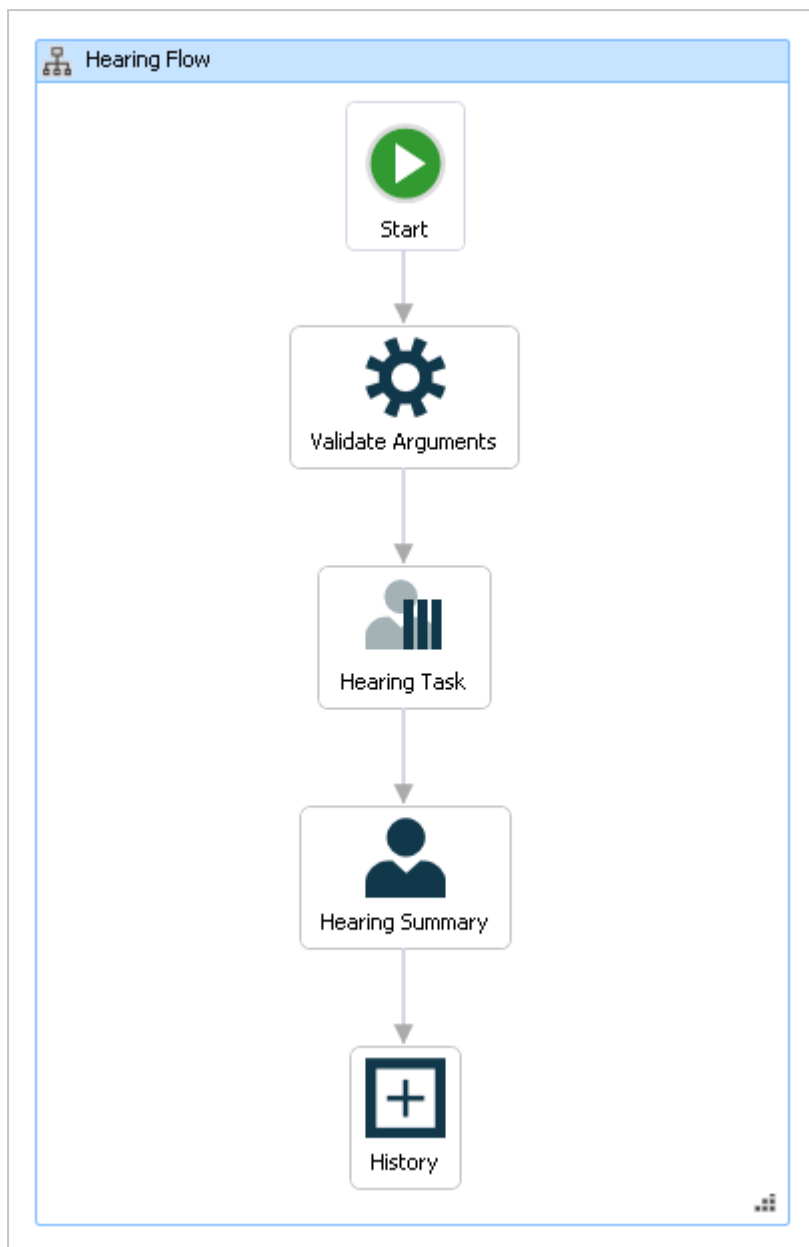 Hearing Flow
Start
Validate Arguments
Hearing Task
Hearing Summary
History